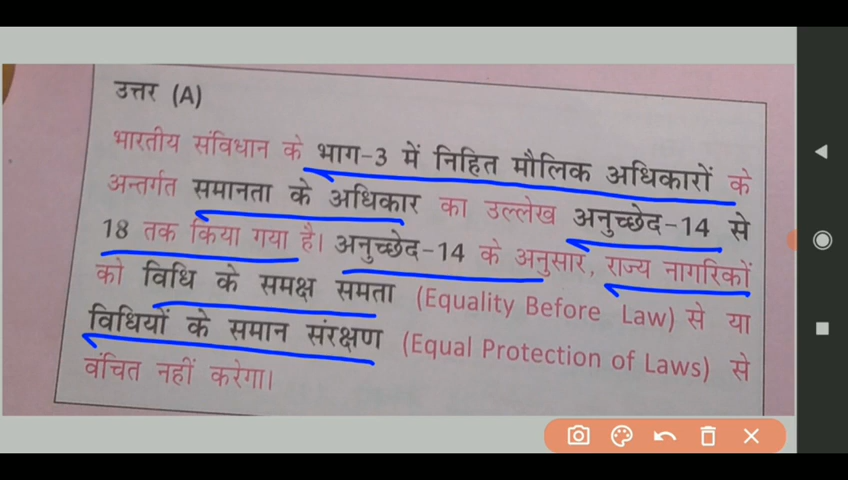 उत्तर (A)
भारतीय संविधान के भाग-3 में निहित मौलिक अधिकारों के
अन्तर्गत समानता के अधिकार का उल्लेख अनुच्छेद-14 से
18 तक किया गया है। अनुच्छेद-14 के अनुसार, राज्य नागरिकों
को विधि के समक्ष समता (Equality Before Law) से या
विधियों के समान संरक्षण (Equal Protection of Laws) से
वंचित नहीं करेगा।